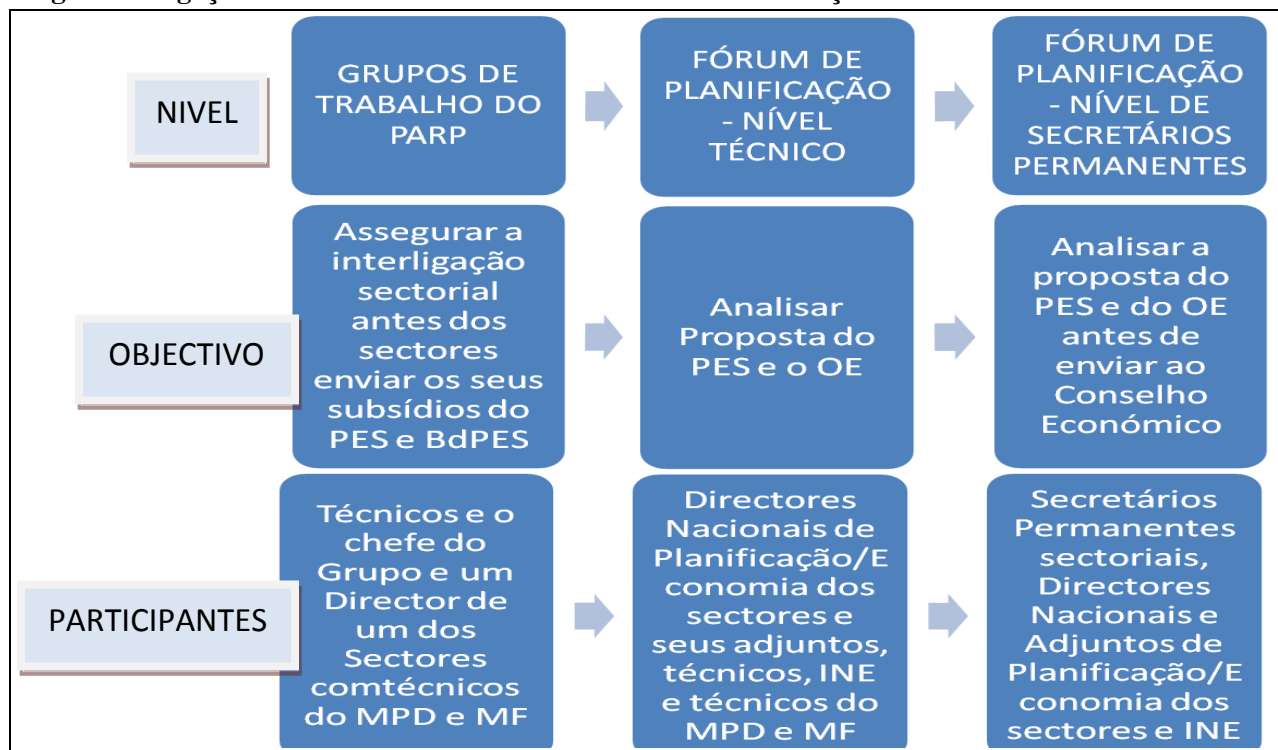 NIVEL
GRUPOS DE
TRABALHO DO
PARP
FÓRUM DE
PLANIFICAÇÃO
- NÍVEL
TÉCNICO
FÓRUM DE
PLANIFICAÇÃO
- NÍVEL DE
SECRETÁRIOS
PERMANENTES
OBJECTIVO
Assegurar a
interligação
sectorial
antes dos
sectores
enviar os seus
subsídios do
PES e BdPES
Analisar
Proposta do
PES e o OE
Analisar a
proposta do
PES e do OE
antes de
enviar ao
Conselho
Económico
PARTICIPANTES
Técnicos e o
chefe do
Grupo e um
Director de
um dos
Sectores
comtécnicos
do MPD e MF
Directores
Nacionais de
Planificação/E
conomia dos
sectores e
seus adjuntos,
técnicos, INE
e técnicos do
MPD e MF
Secretários
Permanentes
sectoriais,
Directores
Nacionais e
Adjuntos de
Planificação/E
conomia dos
sectores e INE